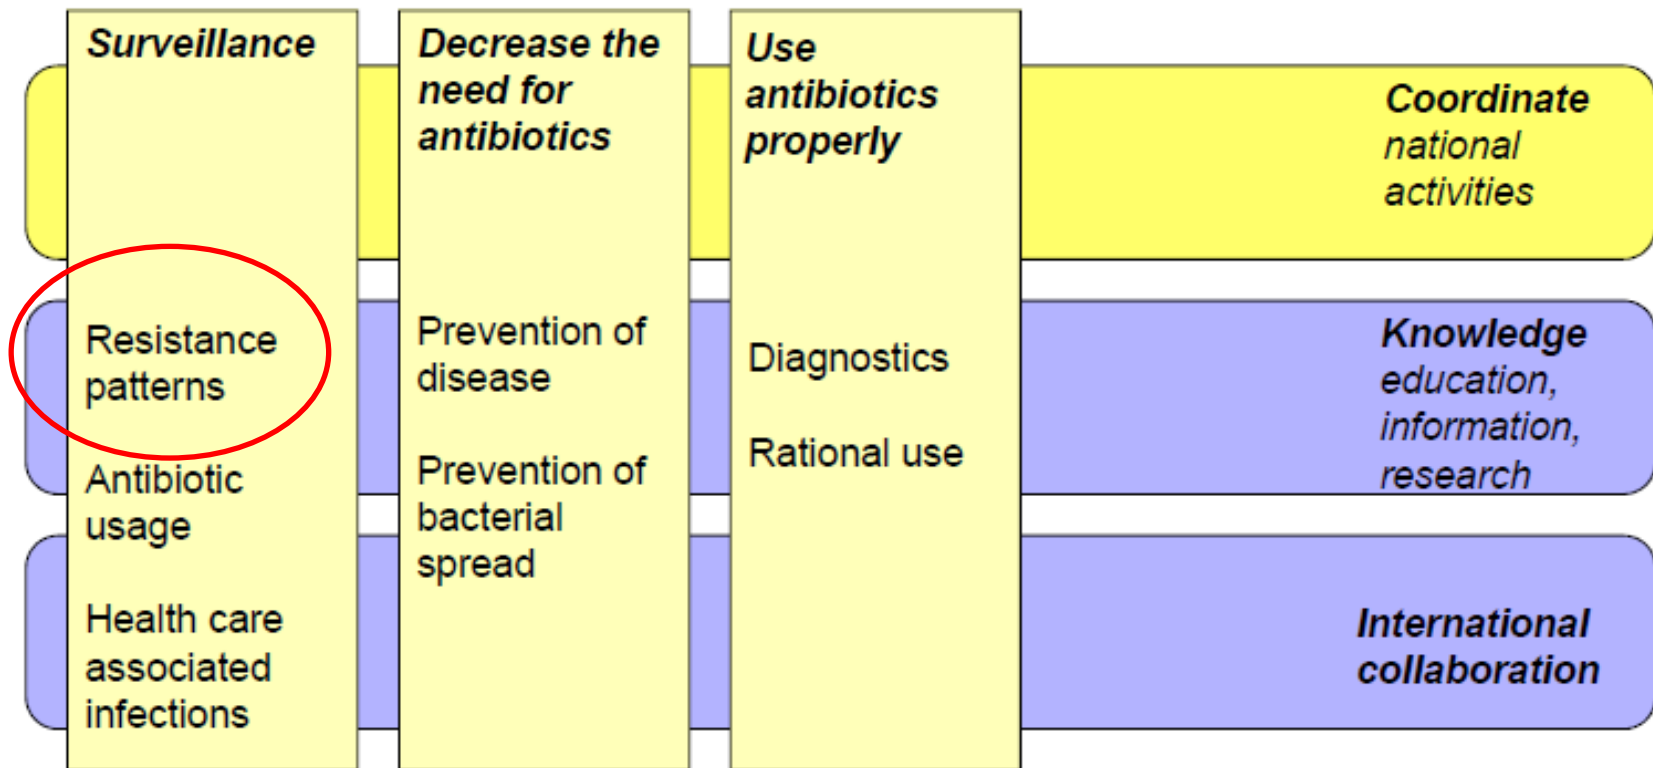 Surveillance
Resistance
patterns
Antibiotic
usage
Health care
associated
infections
Decrease the
need for
antibiotics
Prevention of
disease
Prevention of
bacterial
spread
Use
antibiotics
properly
Diagnostics
Rational use
Coordinate
national
activities
Knowledge
education,
information,
research
International
collaboration